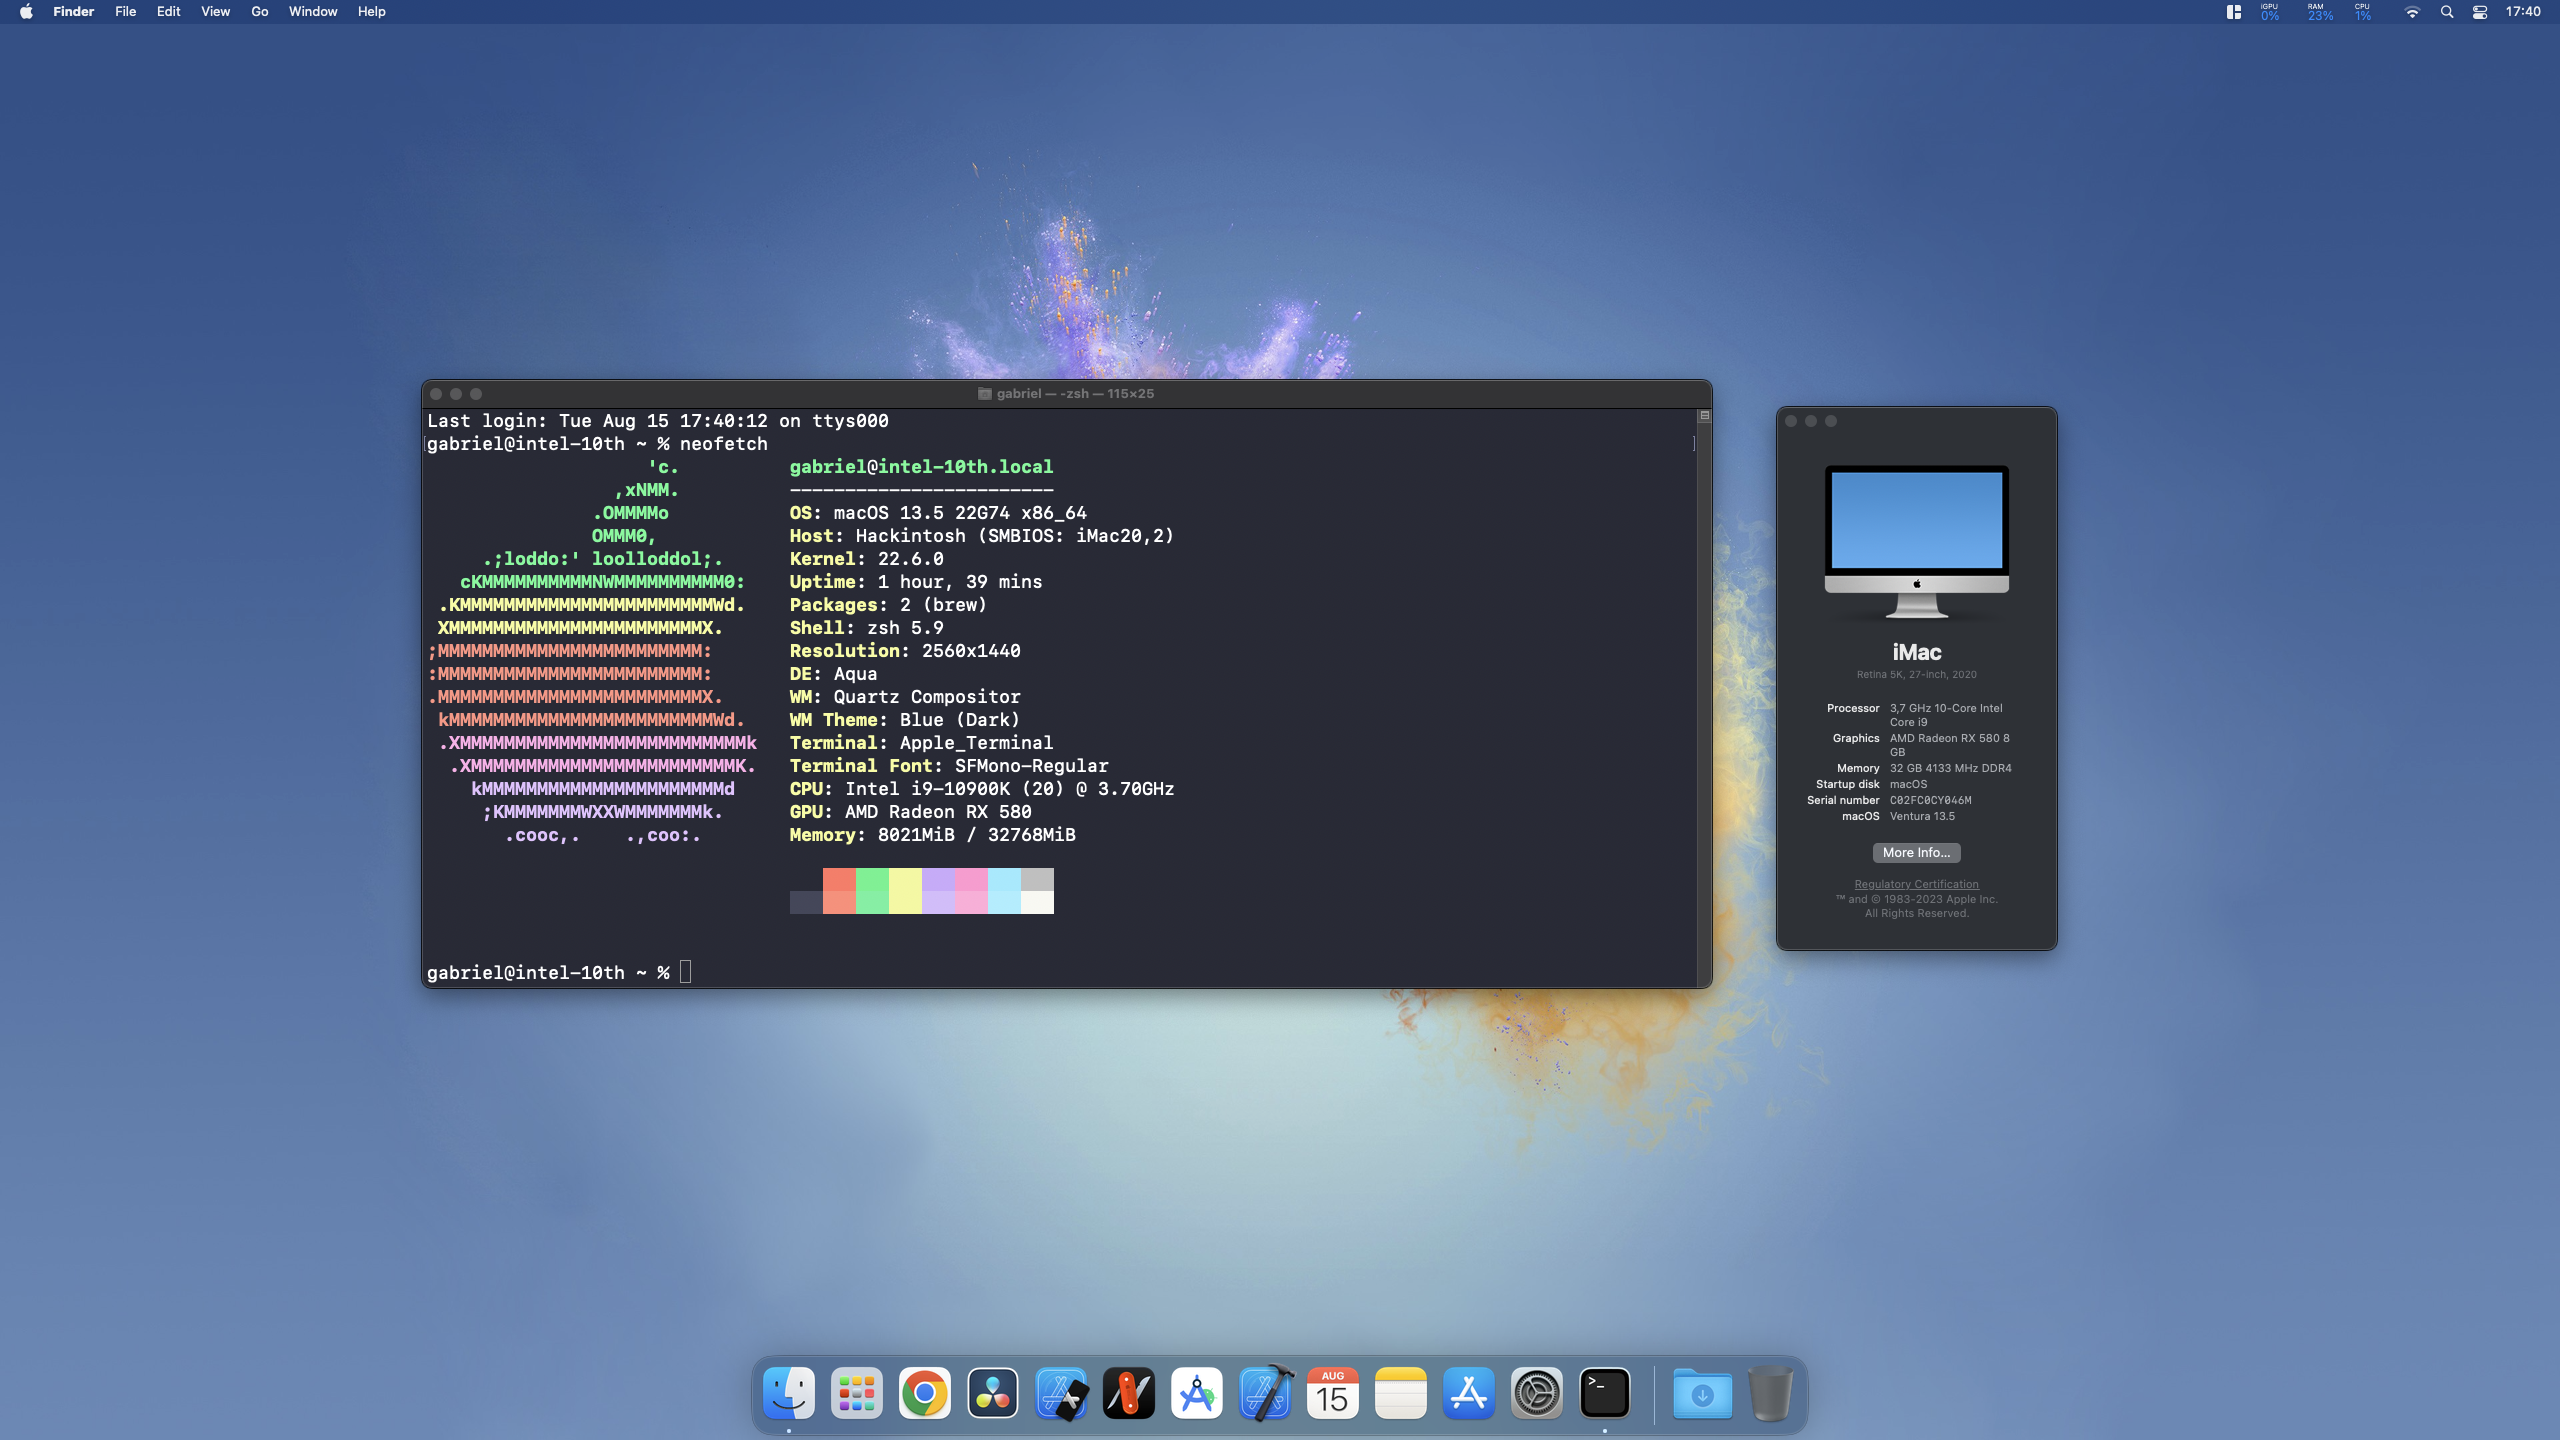 Finder File Edit View Go Window Help
iGPU 0% RAM 23% CPU 1% 17:40
gabriel — -zsh — 115×25
Last login: Tue Aug 15 17:40:12 on ttys000
gabriel@intel-10th ~ % neofetch
'c. gabriel@intel-10th.local
,xNMM. ------------------------
.OMMMMo OS: macOS 13.5 22G74 x86_64
OMMM0, Host: Hackintosh (SMBIOS: iMac20,2)
.;loddo:' loolloddol;. Kernel: 22.6.0
cKMMMMMMMMMMNWMMMMMMMMMM0: Uptime: 1 hour, 39 mins
.KMMMMMMMMMMMMMMMMMMMMMMMWd. Packages: 2 (brew)
XMMMMMMMMMMMMMMMMMMMMMMMX. Shell: zsh 5.9
;MMMMMMMMMMMMMMMMMMMMMMMM: Resolution: 2560x1440
:MMMMMMMMMMMMMMMMMMMMMMMM: DE: Aqua
.MMMMMMMMMMMMMMMMMMMMMMMMX. WM: Quartz Compositor
kMMMMMMMMMMMMMMMMMMMMMMMMWd. WM Theme: Blue (Dark)
.XMMMMMMMMMMMMMMMMMMMMMMMMMMk Terminal: Apple_Terminal
.XMMMMMMMMMMMMMMMMMMMMMMMMK. Terminal Font: SFMono-Regular
kMMMMMMMMMMMMMMMMMMMMMMd CPU: Intel i9-10900K (20) @ 3.70GHz
;KMMMMMMMWXXWMMMMMMMk. GPU: AMD Radeon RX 580
.cooc,. .,coo:. Memory: 8021MiB / 32768MiB
gabriel@intel-10th ~ %
iMac
Retina 5K, 27-inch, 2020
Processor 3,7 GHz 10-Core Intel
Core i9
Graphics AMD Radeon RX 580 8
GB
Memory 32 GB 4133 MHz DDR4
Startup disk macOS
Serial number C02FC0CY046M
macOS Ventura 13.5
More Info...
Regulatory Certification
™ and © 1983-2023 Apple Inc.
All Rights Reserved.
AUG
15
>_